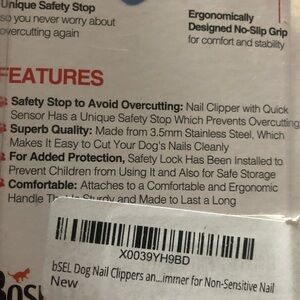 Unique Safety Stop
so you never worry about
overcutting again
Ergonomically
Designed No-Slip Grip
for comfort and stability
FEATURES
Safety Stop to Avoid Overcutting: Nail Clipper with Quick
Sensor Has a Unique Safety Stop Which Prevents Overcutting
Superb Quality: Made from 3.5mm Stainless Steel, Which
Makes It Easy to Cut Your Dog's Nails Cleanly
For Added Protection, Safety Lock Has Been Installed to
Prevent Children from Using It and Also for Safe Storage
Comfortable: Attaches to a Comfortable and Ergonomic
Handle That Is Sturdy and Made to Last a Long
X0039YH9BD
bSEL Dog Nail Clippers an...immer for Non-Sensitive Nail
New